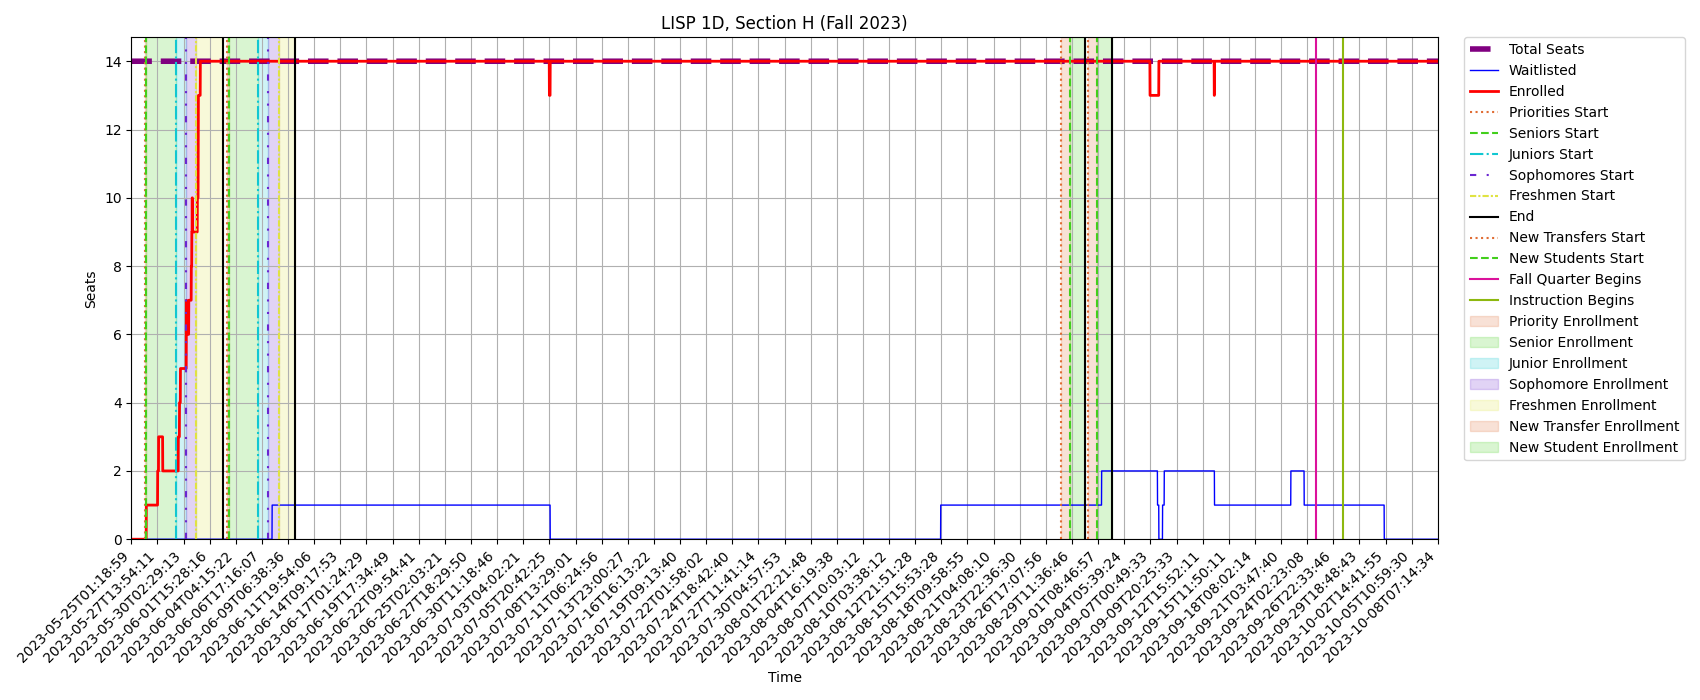 LISP 1D, Section H (Fall 2023)
Seats
14
12
10
8
6
4
2
0
2023-05-25T01:18:59
2023-05-27T13:54:11
2023-05-30T02:29:13
2023-06-01T15:28:16
2023-06-04T04:15:22
2023-06-06T17:16:07
2023-06-09T06:38:36
2023-06-11T19:54:06
2023-06-14T09:17:53
2023-06-17T01:24:29
2023-06-19T17:34:49
2023-06-22T09:54:41
2023-06-25T02:03:21
2023-06-27T18:29:50
2023-06-30T11:18:46
2023-07-03T04:02:21
2023-07-05T20:42:25
2023-07-08T13:29:01
2023-07-11T06:24:56
2023-07-13T23:00:27
2023-07-16T16:13:22
2023-07-19T09:13:40
2023-07-22T01:58:02
2023-07-24T18:42:40
2023-07-27T11:41:14
2023-07-30T04:57:53
2023-08-01T22:21:48
2023-08-04T16:19:38
2023-08-07T10:03:12
2023-08-10T03:38:12
2023-08-12T21:51:28
2023-08-15T15:53:28
2023-08-18T09:58:55
2023-08-21T04:08:10
2023-08-23T22:36:30
2023-08-26T17:07:56
2023-08-29T11:36:46
2023-09-01T08:46:57
2023-09-04T05:39:24
2023-09-07T00:49:33
2023-09-09T20:25:33
2023-09-12T15:52:11
2023-09-15T11:50:11
2023-09-18T08:02:14
2023-09-21T03:47:40
2023-09-24T02:23:08
2023-09-26T22:33:46
2023-09-29T18:48:43
2023-10-02T14:41:55
2023-10-05T10:59:30
2023-10-08T07:14:34
Time
Total Seats
Waitlisted
Enrolled
Priorities Start
Seniors Start
Juniors Start
Sophomores Start
Freshmen Start
End
New Transfers Start
New Students Start
Fall Quarter Begins
Instruction Begins
Priority Enrollment
Senior Enrollment
Junior Enrollment
Sophomore Enrollment
Freshmen Enrollment
New Transfer Enrollment
New Student Enrollment